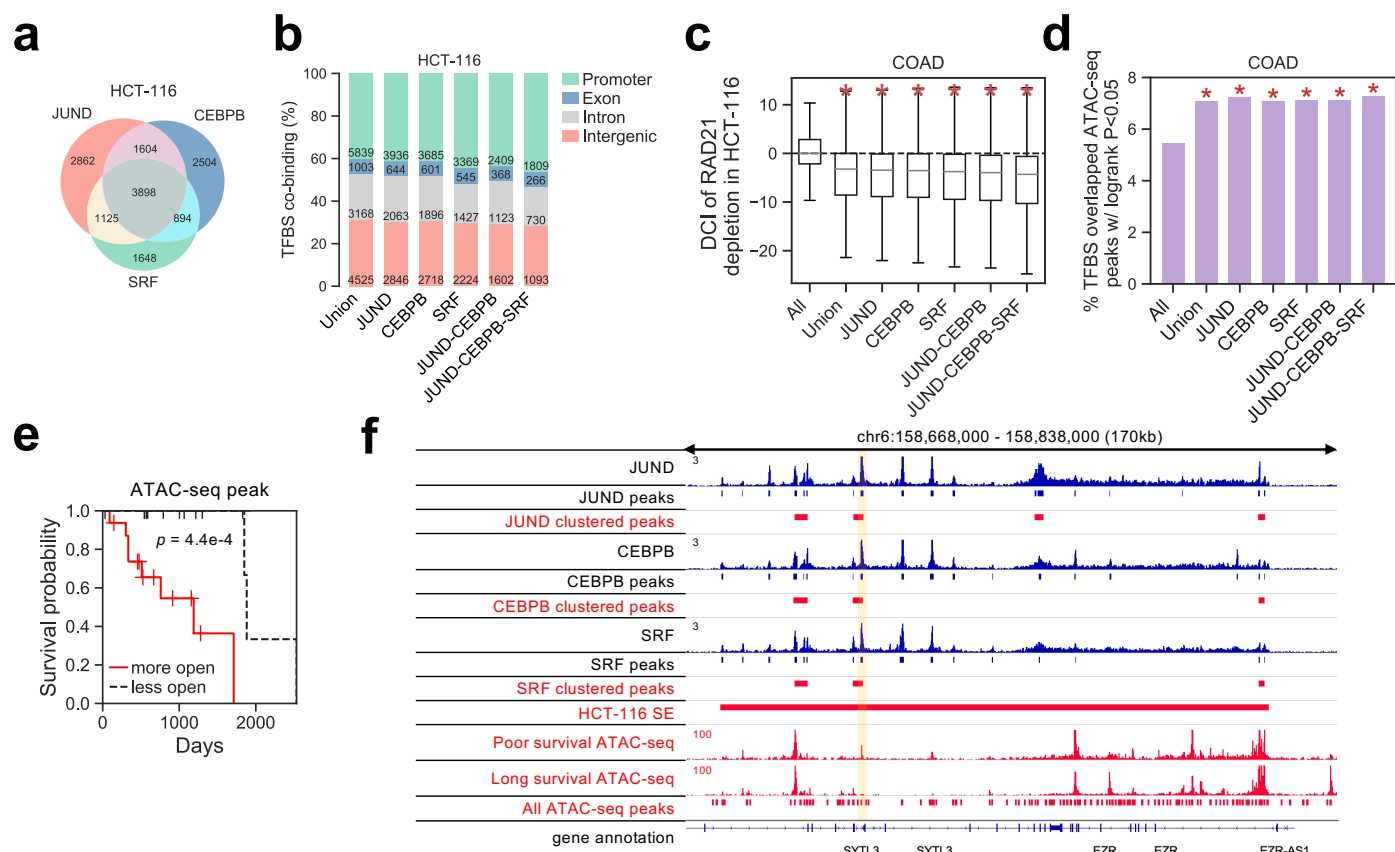 a
HCT-116
JUND
CEBPB
2862
1604
2504
3898
1125
894
1648
SRF
b
HCT-116
TFBS co-binding (%)
100
80
60
40
20
0
5839 3936 3685 3369 2409 1809
1003 644 601 545 368 266
3168 2063 1896 1427 1123 730
4525 2846 2718 2224 1602 1093
Union
JUND
CEBPB
SRF
JUND-CEBPB
JUND-CEBPB-SRF
Promoter
Exon
Intron
Intergenic
c
COAD
DCI of RAD21
depletion in HCT-116
10
0
−10
−20
* * * * * *
All
Union
JUND
CEBPB
SRF
JUND-CEBPB
JUND-CEBPB-SRF
d
COAD
% TFBS overlapped ATAC-seq
peaks w/ logrank P<0.05
8
6
4
2
0
* * * * * *
All
Union
JUND
CEBPB
SRF
JUND-CEBPB
JUND-CEBPB-SRF
e
ATAC-seq peak
Survival probability
1.0
0.8
0.6
0.4
0.2
0.0
p = 4.4e-4
more open
less open
0 1000 2000
Days
f
chr6:158,668,000 - 158,838,000 (170kb)
JUND 3
JUND peaks
JUND clustered peaks
CEBPB 3
CEBPB peaks
CEBPB clustered peaks
SRF 3
SRF peaks
SRF clustered peaks
HCT-116 SE
Poor survival ATAC-seq 100
Long survival ATAC-seq 100
All ATAC-seq peaks
gene annotation
SYTL3 SYTL3 EZR EZR EZR-AS1